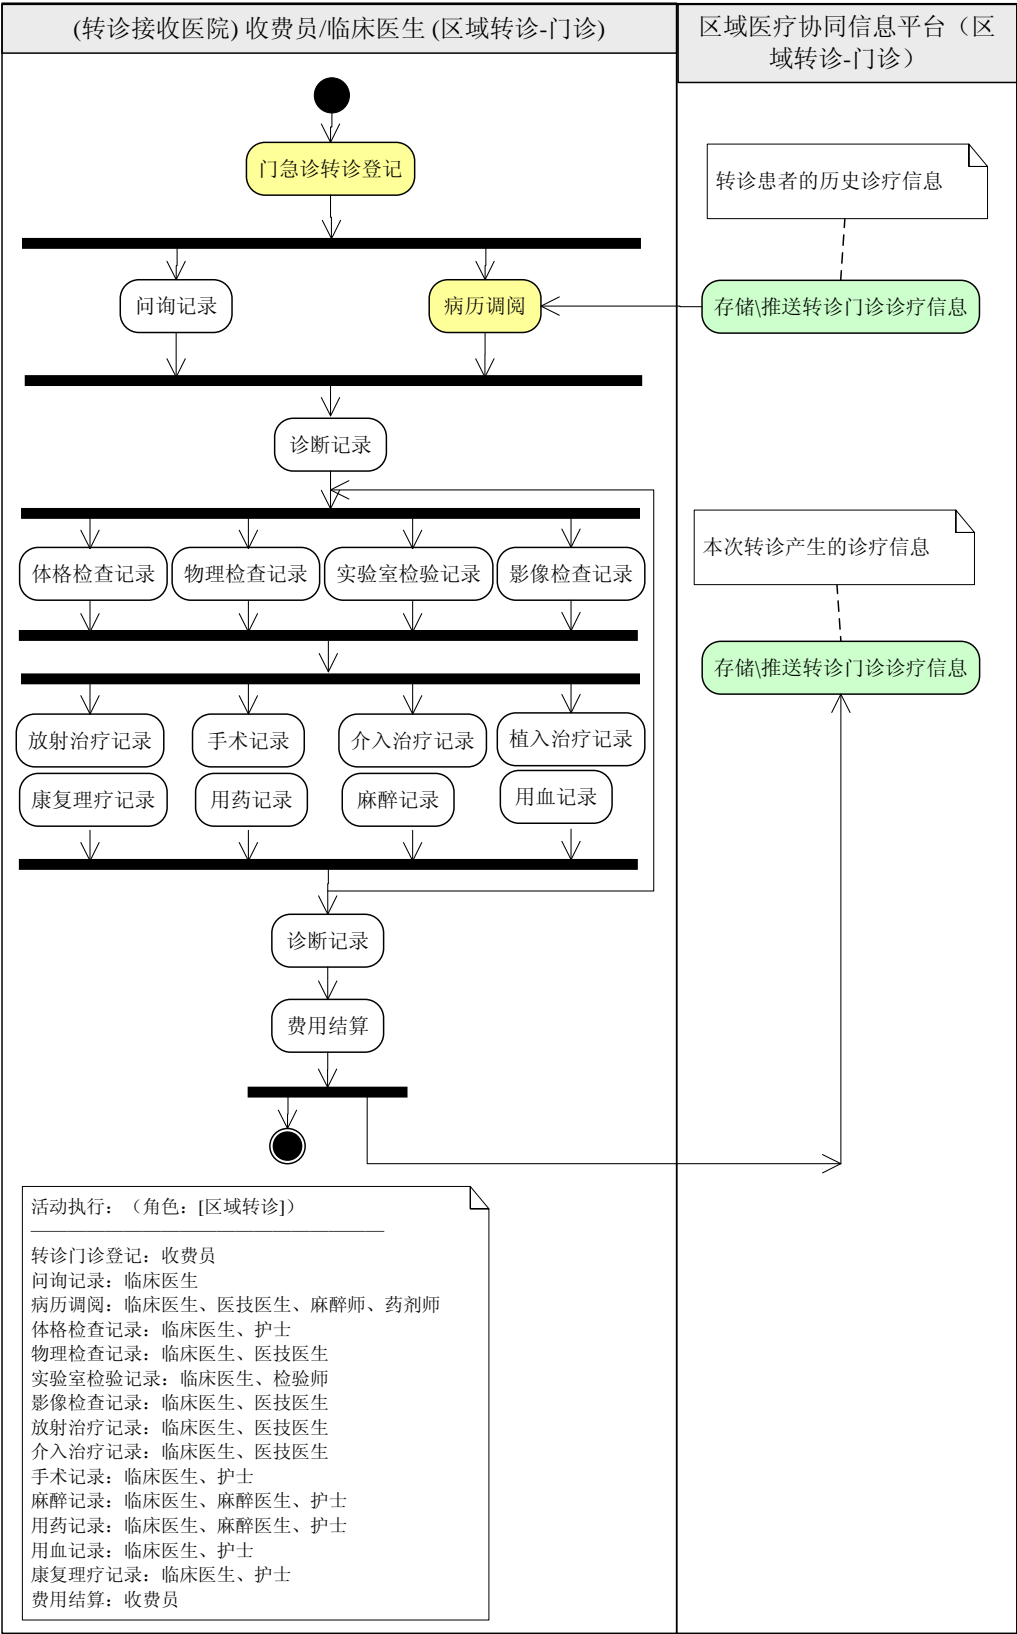 (转诊接收医院) 收费员/临床医生 (区域转诊-门诊)
区域医疗协同信息平台（区
域转诊-门诊）
门急诊转诊登记
转诊患者的历史诊疗信息
问询记录
病历调阅
存储\推送转诊门诊诊疗信息
诊断记录
本次转诊产生的诊疗信息
体格检查记录
物理检查记录
实验室检验记录
影像检查记录
存储\推送转诊门诊诊疗信息
放射治疗记录
手术记录
介入治疗记录
植入治疗记录
康复理疗记录
用药记录
麻醉记录
用血记录
诊断记录
费用结算
活动执行：（角色：[区域转诊]）
转诊门诊登记：收费员
问询记录：临床医生
病历调阅：临床医生、医技医生、麻醉师、药剂师
体格检查记录：临床医生、护士
物理检查记录：临床医生、医技医生
实验室检验记录：临床医生、检验师
影像检查记录：临床医生、医技医生
放射治疗记录：临床医生、医技医生
介入治疗记录：临床医生、医技医生
手术记录：临床医生、护士
麻醉记录：临床医生、麻醉医生、护士
用药记录：临床医生、麻醉医生、护士
用血记录：临床医生、护士
康复理疗记录：临床医生、护士
费用结算：收费员